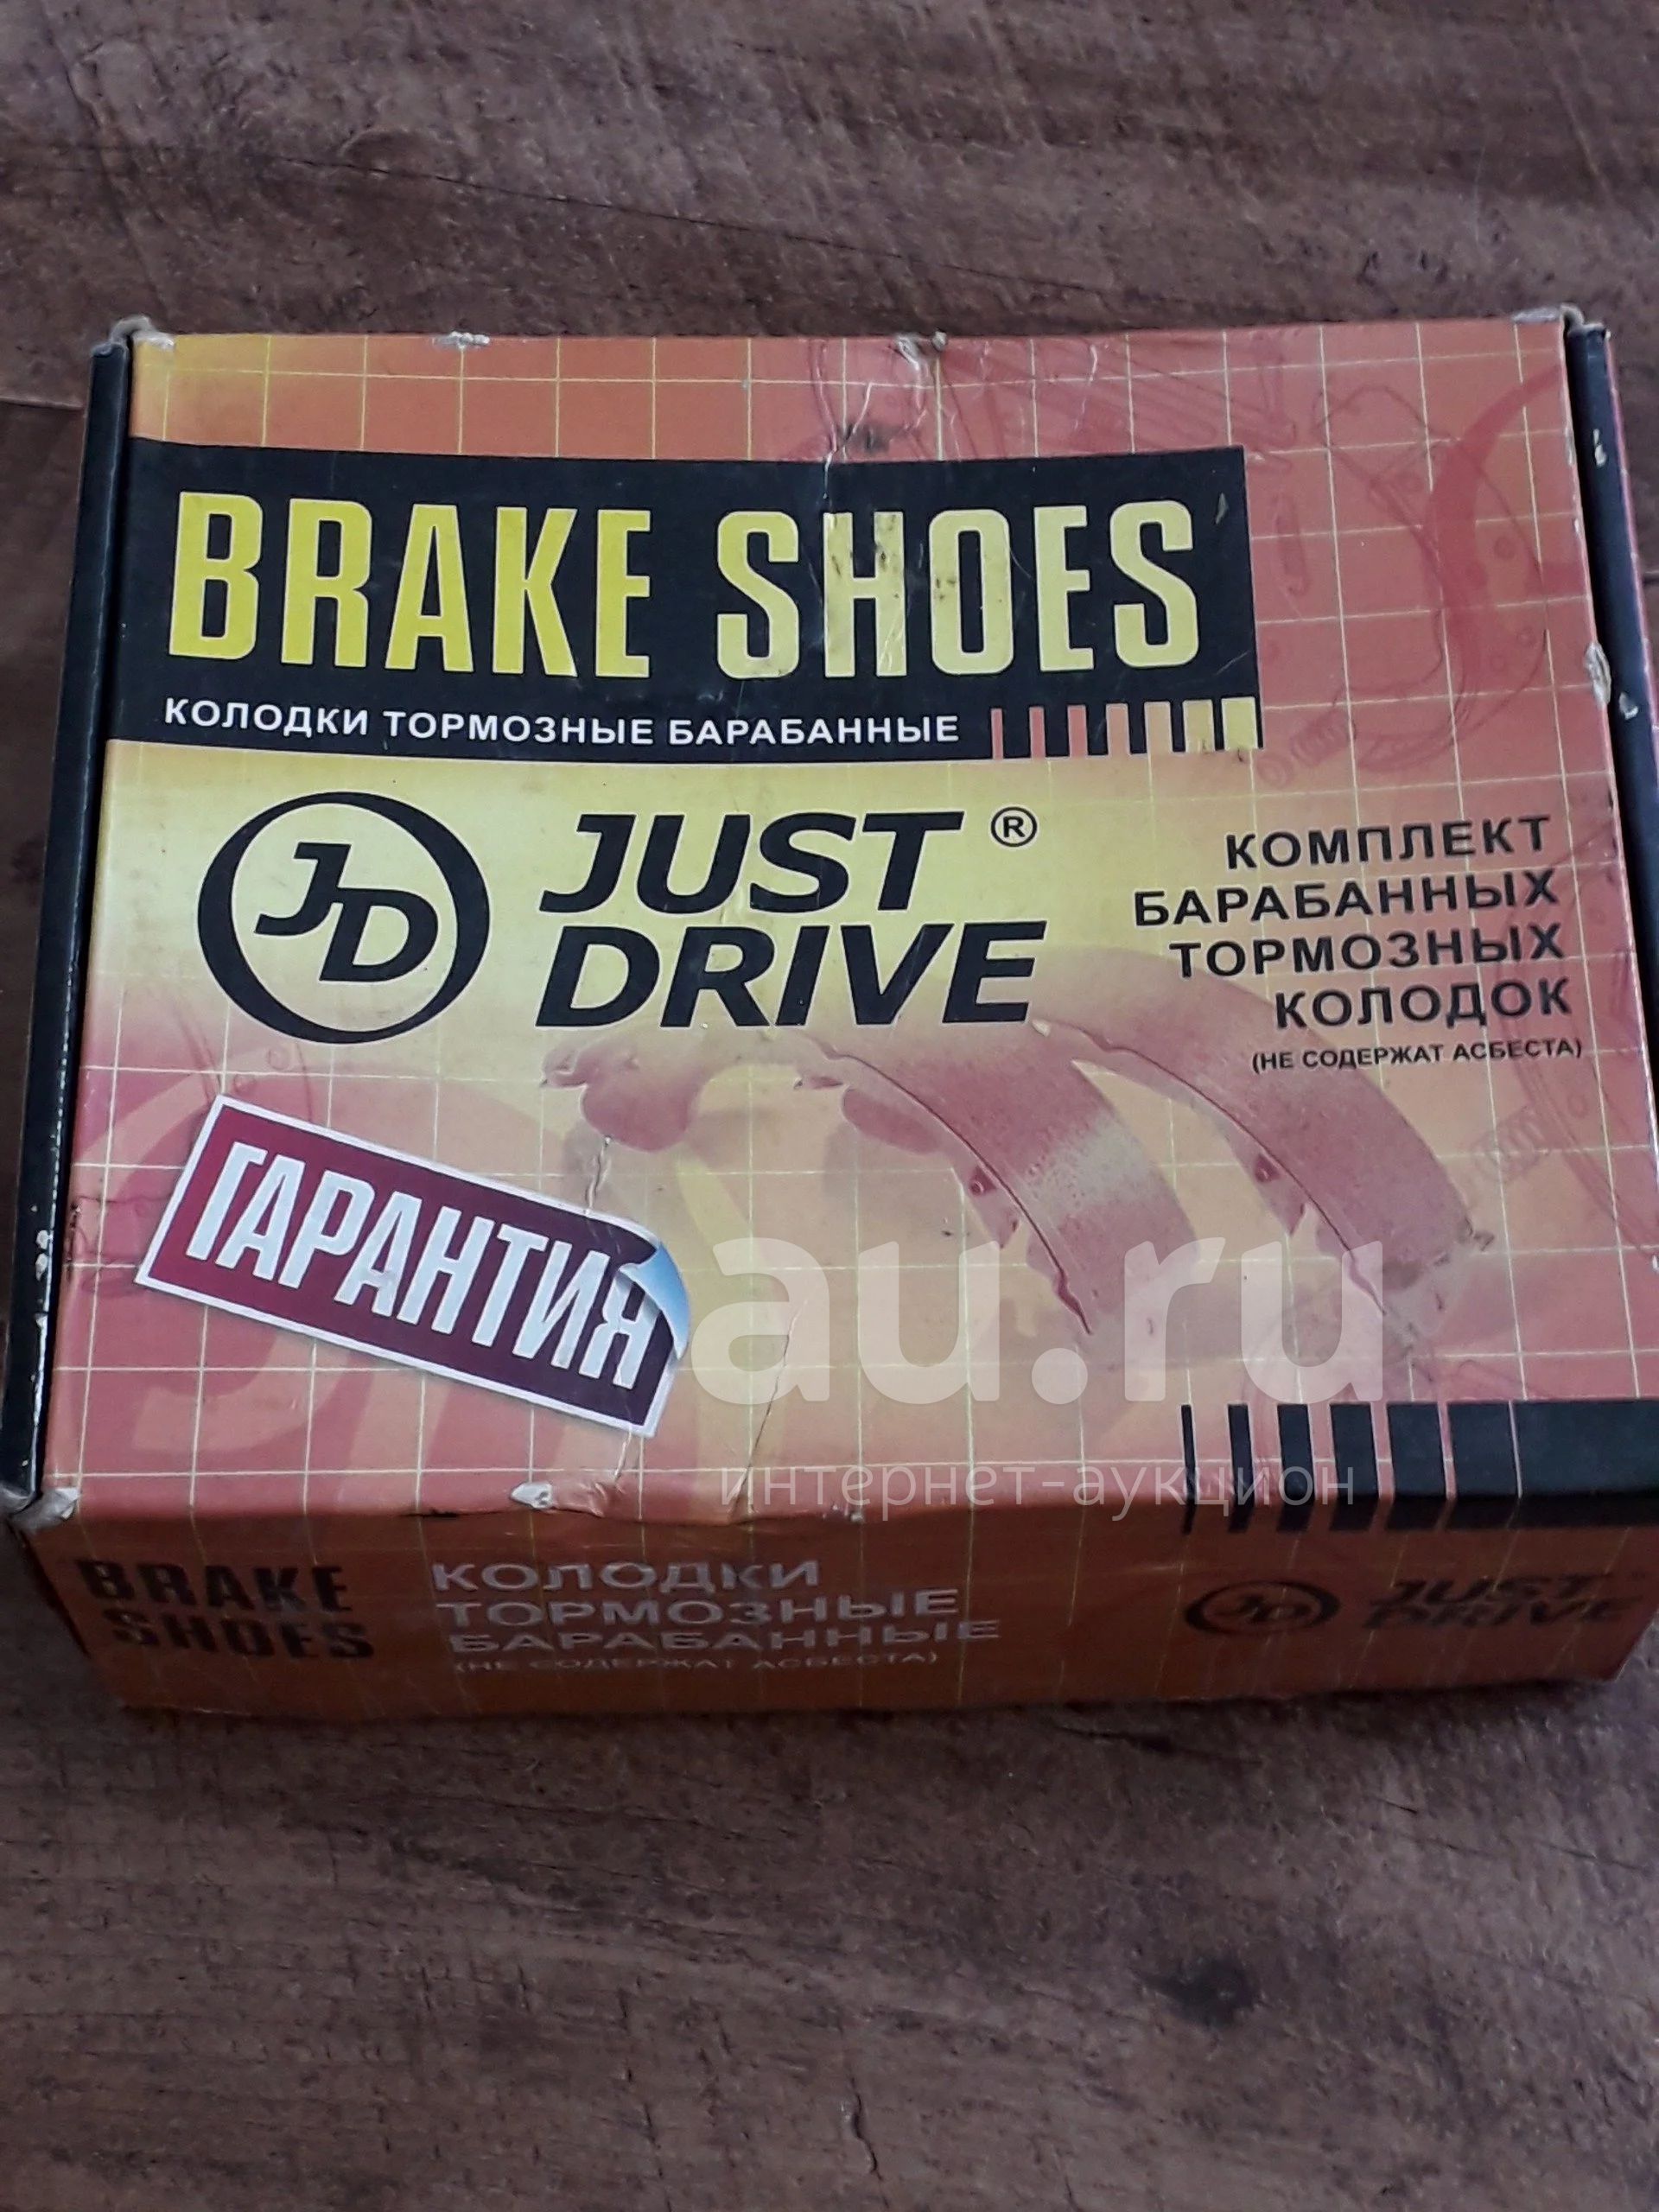 BRAKE SHOES
КОЛОДКИ ТОРМОЗНЫЕ БАРАБАННЫЕ
JD
JUST ®
DRIVE
КОМПЛЕКТ
БАРАБАННЫХ
ТОРМОЗНЫХ
КОЛОДОК
(НЕ СОДЕРЖАТ АСБЕСТА)
ГАРАНТИЯ
au.ru
интернет-аукцион
BRAKE
SHOES
КОЛОДКИ
ТОРМОЗНЫЕ
БАРАБАННЫЕ
(НЕ СОДЕРЖАТ АСБЕСТА)
JD
JUST
DRIVE